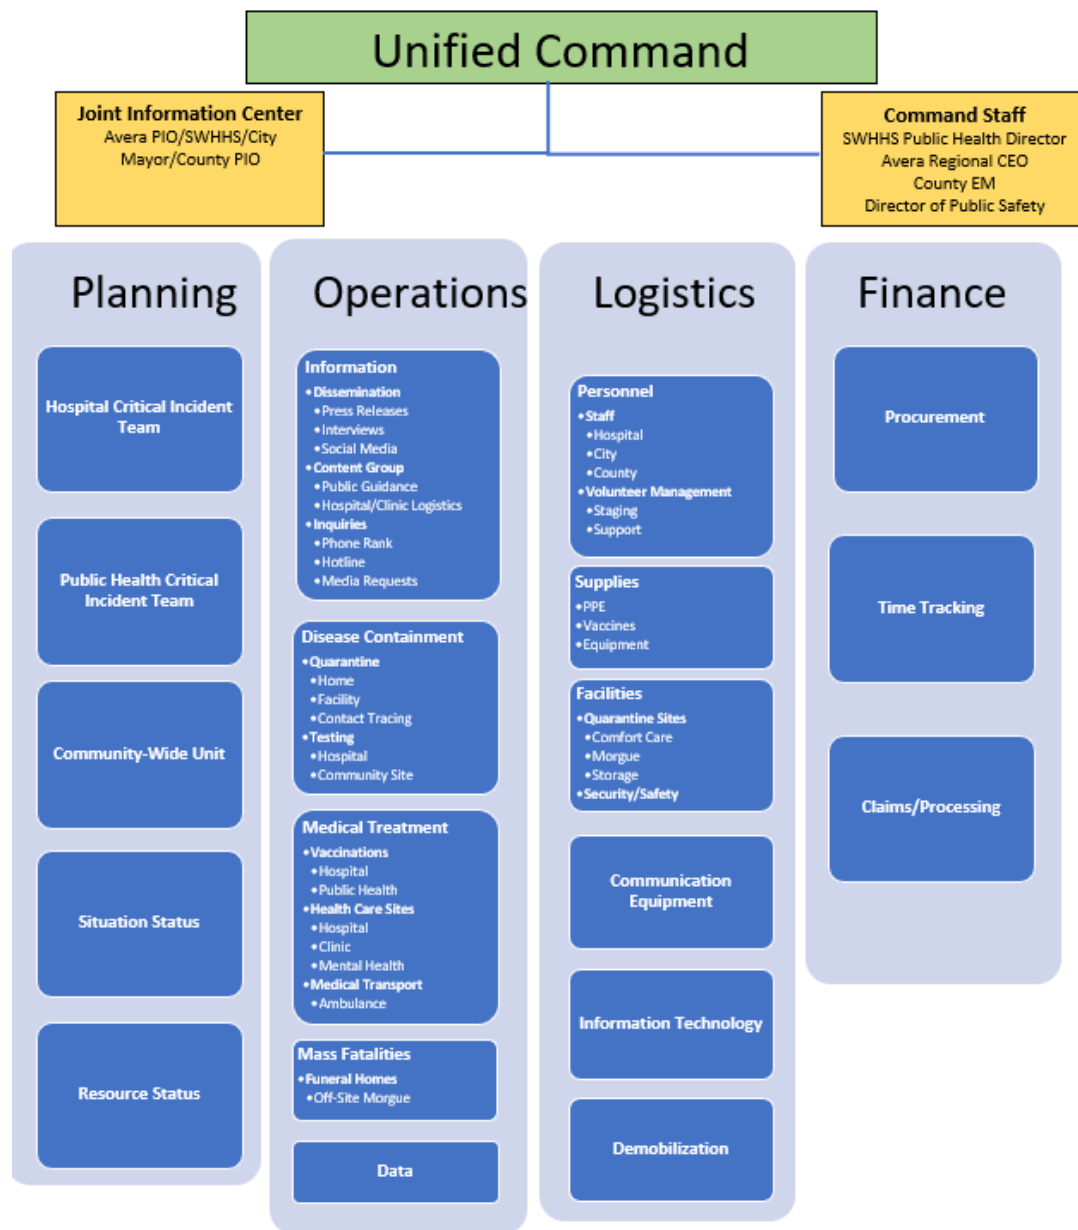 Unified Command
Joint Information Center
Avera PIO/SWHHS/City
Mayor/County PIO
Command Staff
SWHHS Public Health Director
Avera Regional CEO
County EM
Director of Public Safety
Planning
Hospital Critical Incident
Team
Public Health Critical
Incident Team
Community-Wide Unit
Situation Status
Resource Status
Operations
Information
•Dissemination
•Press Releases
•Interviews
•Social Media
•Content Group
•Public Guidance
•Hospital/Clinic Logistics
•Inquiries
•Phone Rank
•Hotline
•Media Requests
Disease Containment
•Quarantine
•Home
•Facility
•Contact Tracing
•Testing
•Hospital
•Community Site
Medical Treatment
•Vaccinations
•Hospital
•Public Health
•Health Care Sites
•Hospital
•Clinic
•Mental Health
•Medical Transport
•Ambulance
Mass Fatalities
•Funeral Homes
•Off-Site Morgue
Data
Logistics
Personnel
•Staff
•Hospital
•City
•County
•Volunteer Management
•Staging
•Support
Supplies
•PPE
•Vaccines
•Equipment
Facilities
•Quarantine Sites
•Comfort Care
•Morgue
•Storage
•Security/Safety
Communication
Equipment
Information Technology
Demobilization
Finance
Procurement
Time Tracking
Claims/Processing